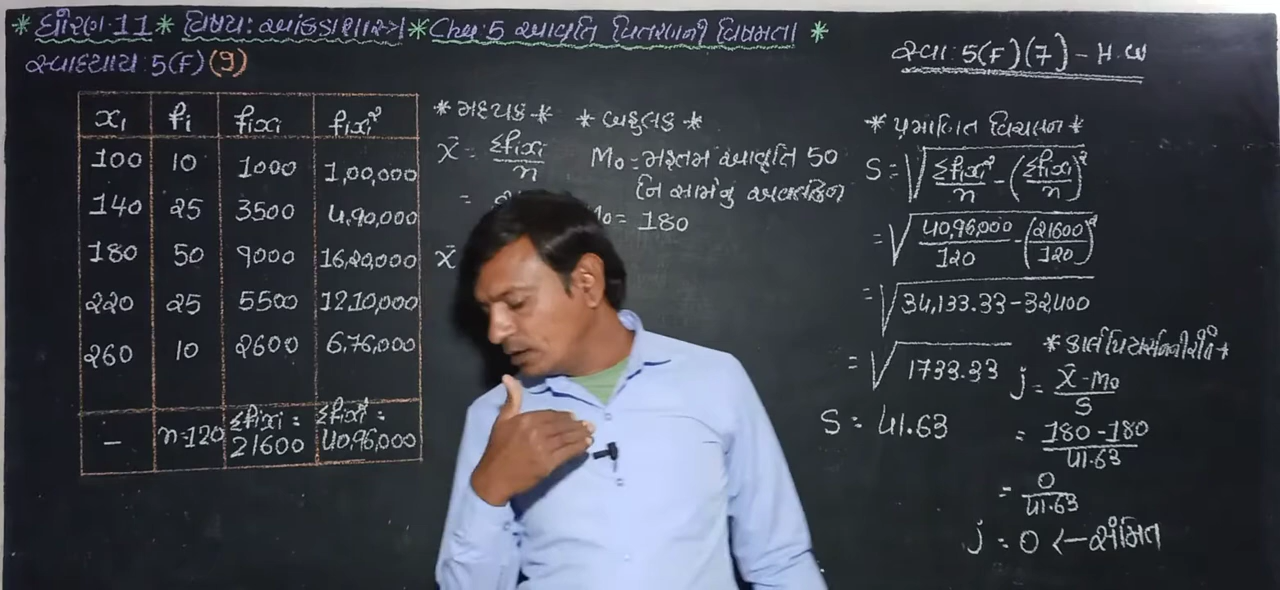 * ધોરણ:11 * વિષય: આંકડાશાસ્ત્ર * Ch:5 આવૃત્તિ વિતરણની વિષમતા *
સ્વાધ્યાય: 5(F) (9)
સ્વા: 5(F)(7) - H.W
xi fi fixi fixi²
100 10 1000 1,00,000
140 25 3500 4,90,000
180 50 9000 16,20,000
220 25 5500 12,10,000
260 10 2600 6,76,000
- n=120 Σfixi = 21600 Σfixi² = 40,96,000
* મધ્યક *
x̄ = Σfixi / n
=
x̄
* બહુલક *
Mo = મહત્તમ આવૃત્તિ 50
ની સામેનું અવલોકન
Mo = 180
* પ્રમાણિત વિચલન *
S = √(Σfixi²/n - (Σfixi/n)²)
= √(40,96,000/120 - (21600/120)²)
= √(34,133.33 - 32400)
= √1733.33
S = 41.63
* કાર્લ પિયર્સનની રીત *
j = (x̄ - Mo) / S
= (180 - 180) / 41.63
= 0 / 41.63
j = 0 <- સંમિત